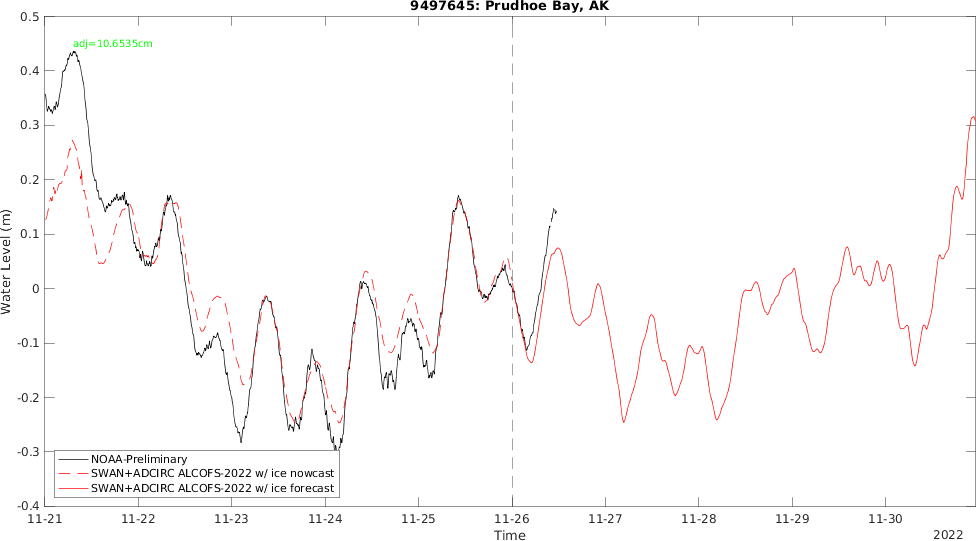 9497645: Prudhoe Bay, AK
adj=10.6535cm
Water Level (m)
0.5
0.4
0.3
0.2
0.1
0
-0.1
-0.2
-0.3
-0.4
NOAA-Preliminary
SWAN+ADCIRC ALCOFS-2022 w/ ice nowcast
SWAN+ADCIRC ALCOFS-2022 w/ ice forecast
11-21 11-22 11-23 11-24 11-25 11-26 11-27 11-28 11-29 11-30
Time
2022